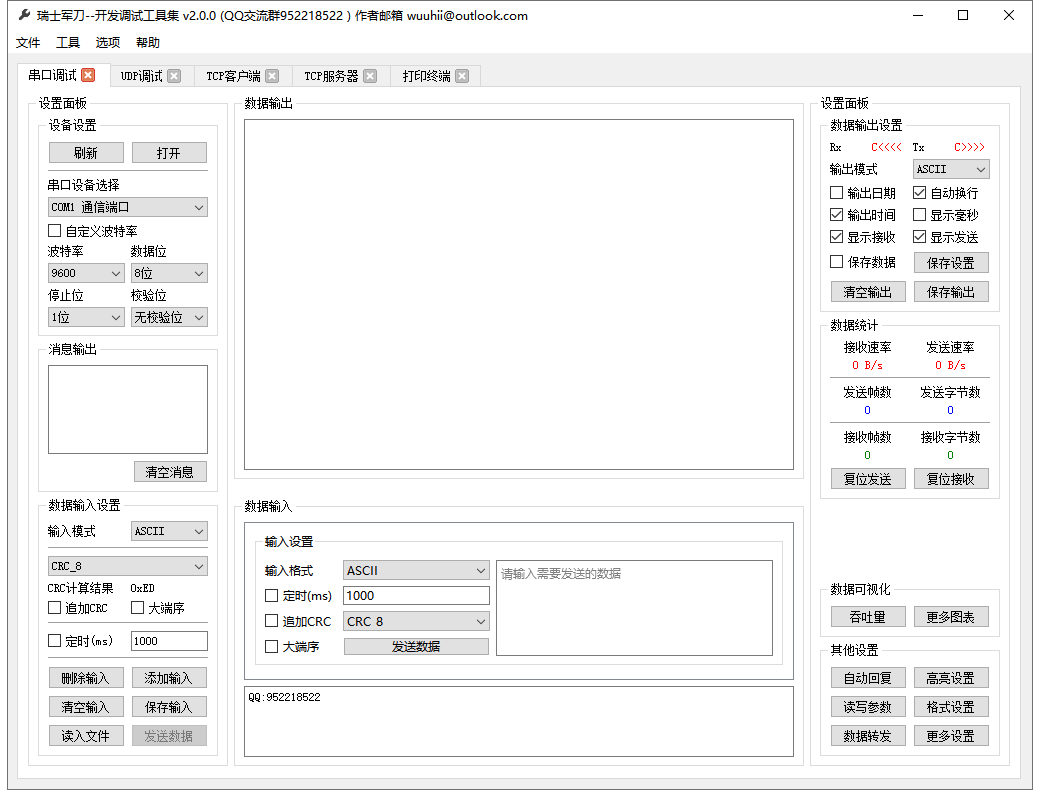 瑞士军刀--开发调试工具集 v2.0.0 (QQ交流群952218522 ) 作者邮箱 wuuhii@outlook.com
文件 工具 选项 帮助
串口调试 UDP调试 TCP客户端 TCP服务器 打印终端
设置面板
设备设置
刷新 打开
串口设备选择
COM1 通信端口
自定义波特率
波特率 数据位
9600 8位
停止位 校验位
1位 无校验位
消息输出
清空消息
数据输入设置
输入模式 ASCII
CRC_8
CRC计算结果 0xED
追加CRC 大端序
定时(ms) 1000
删除输入 添加输入
清空输入 保存输入
读入文件 发送数据
数据输出
数据输入
输入设置
输入格式 ASCII
定时(ms) 1000
追加CRC CRC 8
大端序 发送数据
请输入需要发送的数据
QQ:952218522
设置面板
数据输出设置
Rx C<<<< Tx C>>>>
输出模式 ASCII
输出日期 自动换行
输出时间 显示毫秒
显示接收 显示发送
保存数据 保存设置
清空输出 保存输出
数据统计
接收速率 发送速率
0 B/s 0 B/s
发送帧数 发送字节数
0 0
接收帧数 接收字节数
0 0
复位发送 复位接收
数据可视化
吞吐量 更多图表
其他设置
自动回复 高亮设置
读写参数 格式设置
数据转发 更多设置